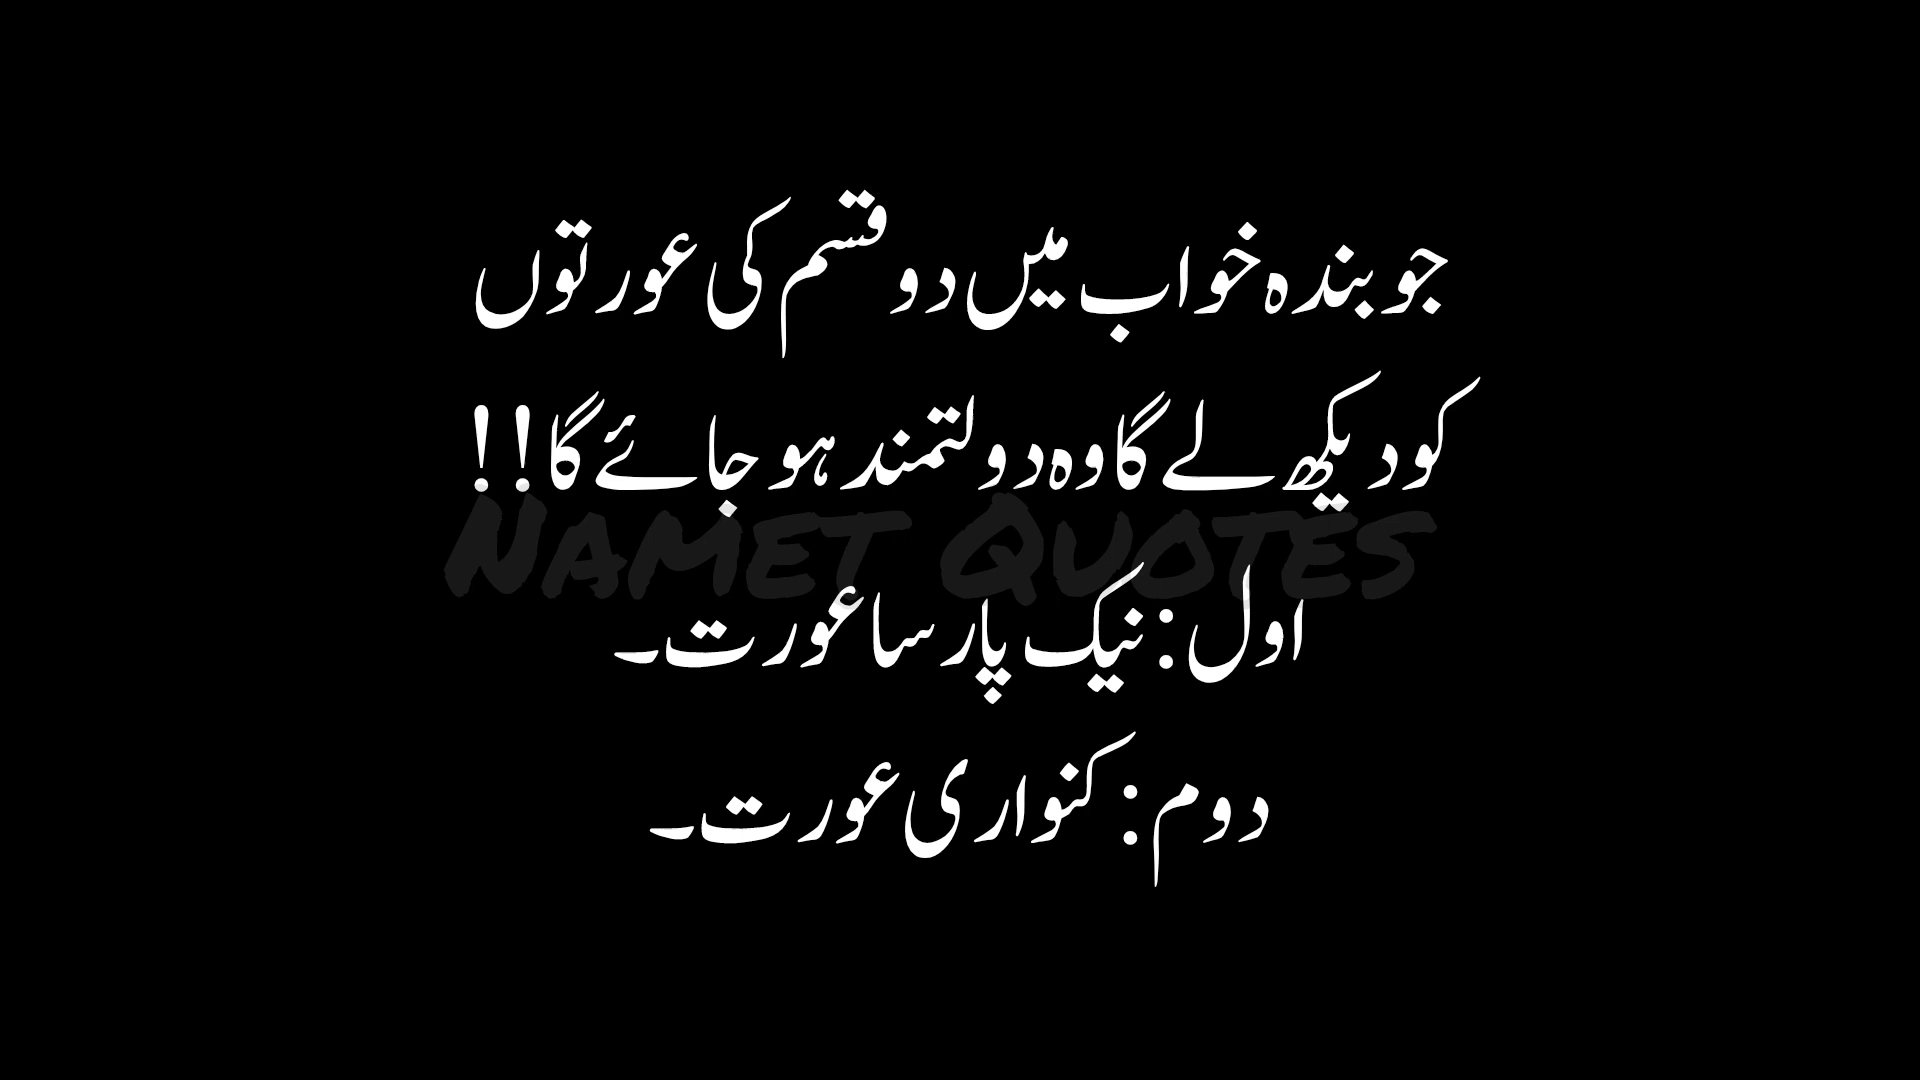 جو بندہ خواب میں دو قسم کی عورتوں
کو دیکھ لے گا وہ دولتمند ہو جائے گا!!
Namet Quotes
اول: نیک پارسا عورت۔
دوم: کنواری عورت۔